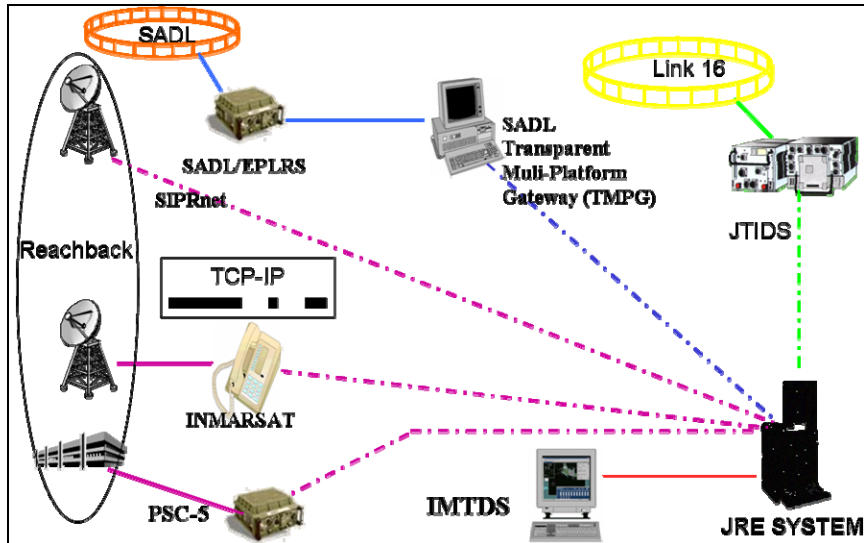 SADL
Link 16
SADL/EPLRS
SADL
Transparent
Muli-Platform
Gateway (TMPG)
SIPRnet
JTIDS
Reachback
TCP-IP
INMARSAT
PSC-5
IMTDS
JRE SYSTEM